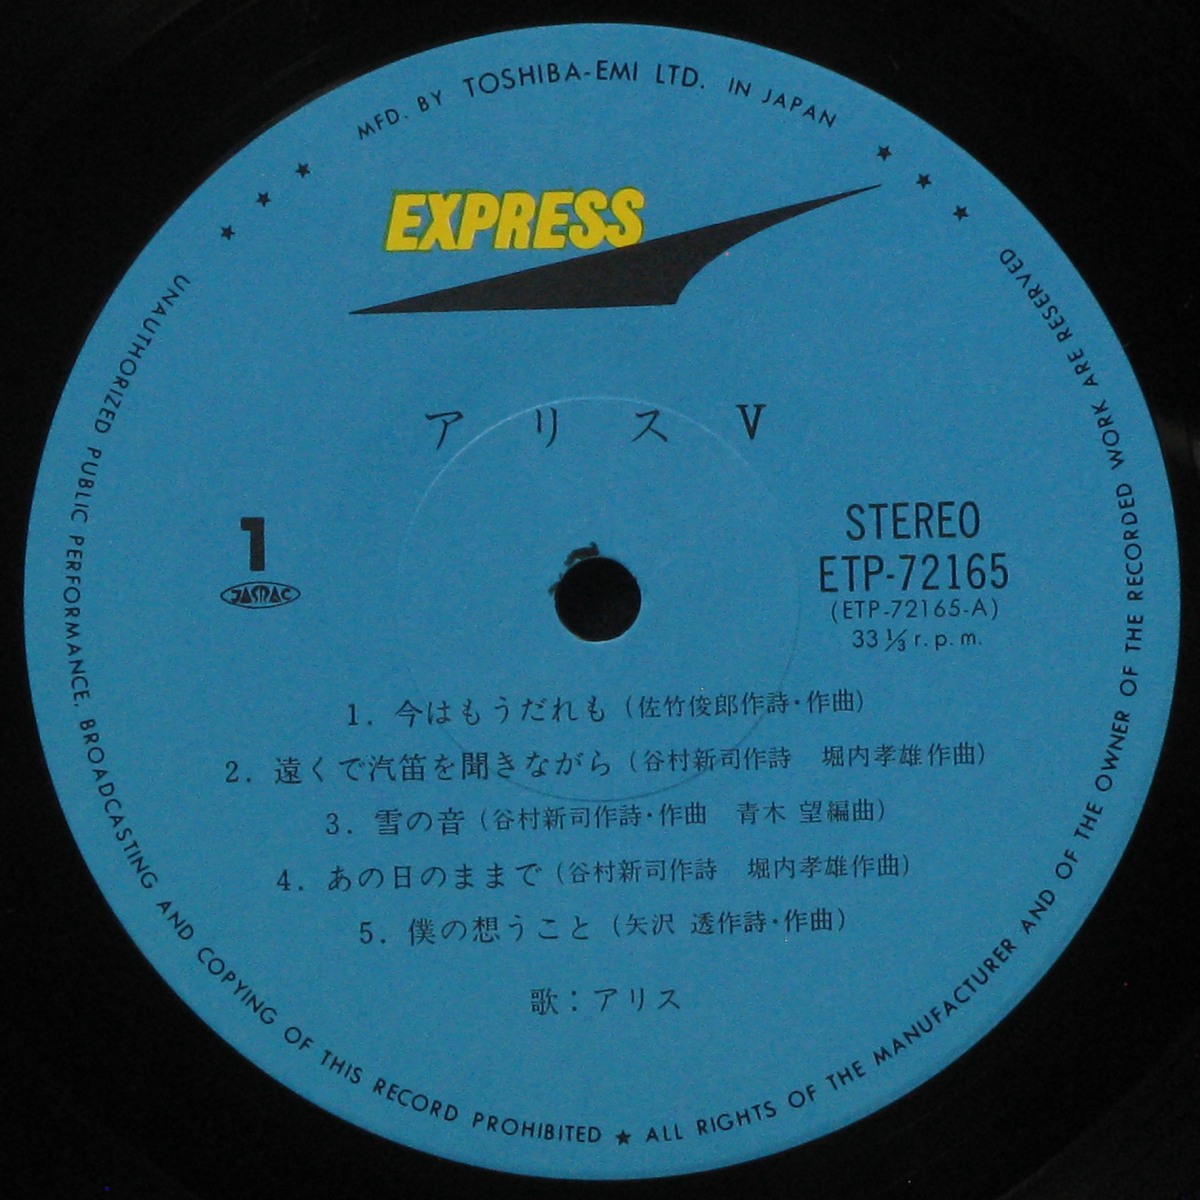 MFD. BY TOSHIBA-EMI LTD. IN JAPAN
EXPRESS
アリスV
1
JASRAC
STEREO
ETP-72165
(ETP-72165-A)
33⅓ r.p.m.
1. 今はもうだれも（佐竹俊郎作詩・作曲）
2. 遠くで汽笛を聞きながら（谷村新司作詩 堀内孝雄作曲）
3. 雪の音（谷村新司作詩・作曲 青木 望編曲）
4. あの日のままで（谷村新司作詩 堀内孝雄作曲）
5. 僕の想うこと（矢沢 透作詩・作曲）
歌：アリス
UNAUTHORIZED PUBLIC PERFORMANCE, BROADCASTING AND COPYING OF THIS RECORD PROHIBITED ★ ALL RIGHTS OF THE MANUFACTURER AND OF THE OWNER OF THE RECORDED WORK ARE RESERVED